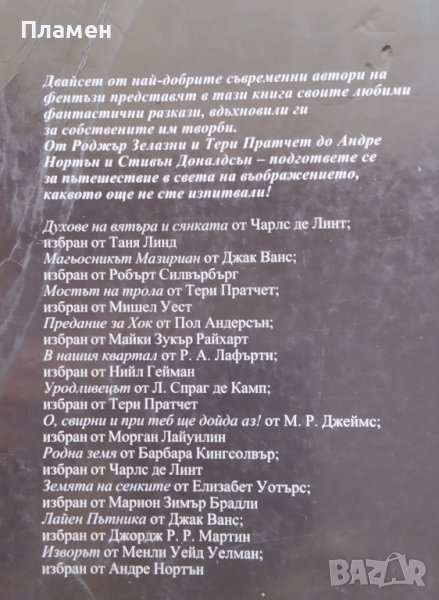 Пламен
Двайсет от най-добрите съвременни автори на
фентъзи представят в тази книга своите любими
фантастични разкази, вдъхновили ги
за собствените им творби.
От Роджър Зелазни и Тери Пратчет до Андре
Нортън и Стивън Доналдсън – подгответе се
за пътешествие в света на въображението,
каквото още не сте изпитвали!
Духове на вятъра и сянката от Чарлс де Линт;
избран от Таня Линд
Магьосникът Мазириан от Джак Ванс;
избран от Робърт Силвърбърг
Мостът на трола от Тери Пратчет;
избран от Мишел Уест
Предание за Хок от Пол Андерсън;
избран от Майки Зукър Райхарт
В нашия квартал от Р. А. Лафърти;
избран от Нийл Гейман
Уродливецът от Л. Спраг де Камп;
избран от Тери Пратчет
О, свирни и при теб ще дойда аз! от М. Р. Джеймс;
избран от Морган Лайуилин
Родна земя от Барбара Кингсолвър;
избран от Чарлс де Линт
Земята на сенките от Елизабет Уотърс;
избран от Марион Зимър Брадли
Лайен Пътника от Джак Ванс;
избран от Джордж Р. Р. Мартин
Изворът от Менли Уейд Уелман;
избран от Андре Нортън
BAZAR